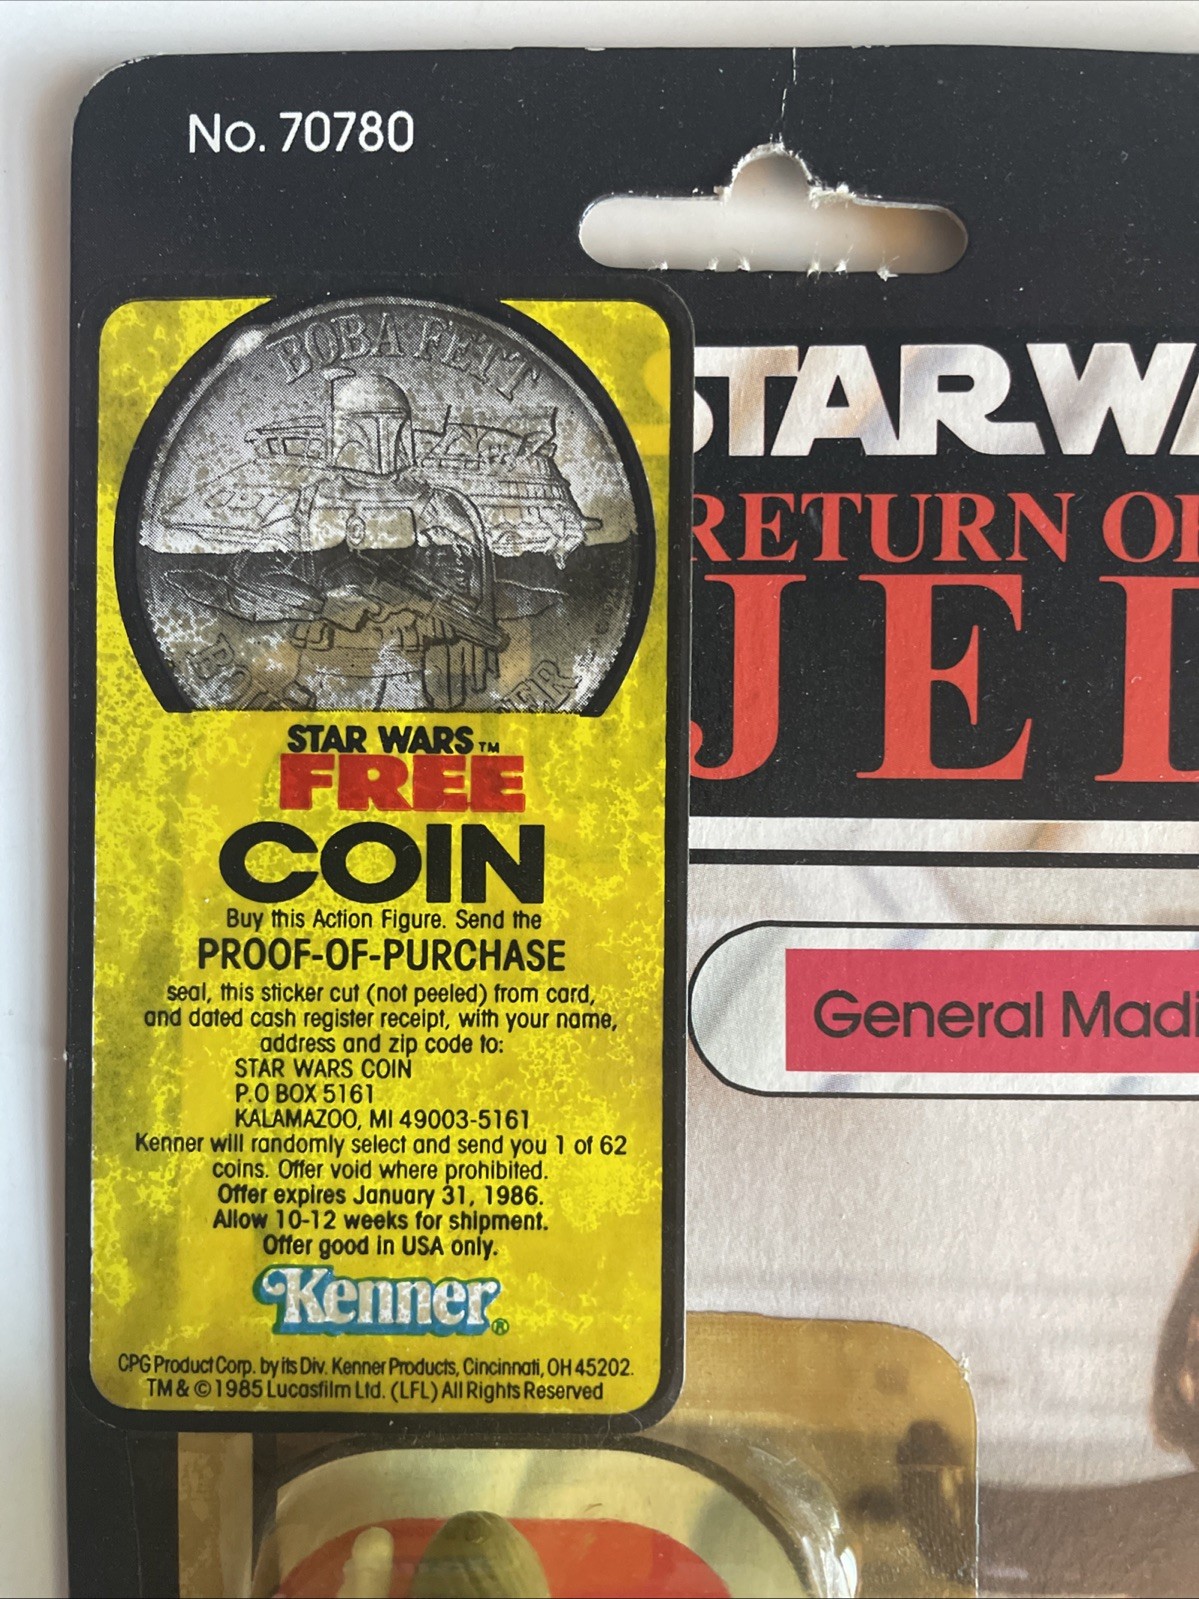 No. 70780
BOBA FETT
STAR WARS™
FREE
COIN
Buy this Action Figure. Send the
PROOF-OF-PURCHASE
seal, this sticker cut (not peeled) from card,
and dated cash register receipt, with your name,
address and zip code to:
STAR WARS COIN
P.O BOX 5161
KALAMAZOO, MI 49003-5161
Kenner will randomly select and send you 1 of 62
coins. Offer void where prohibited.
Offer expires January 31, 1986.
Allow 10-12 weeks for shipment.
Offer good in USA only.
Kenner®
CPG Product Corp. by its Div. Kenner Products, Cincinnati, OH 45202.
TM & © 1985 Lucasfilm Ltd. (LFL) All Rights Reserved
STAR WA
RETURN O
JE
General Madi